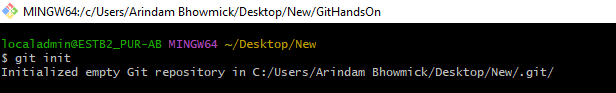 MINGW64:/c/Users/Arindam Bhowmick/Desktop/New/GitHandsOn
localadmin@ESTB2_PUR-AB MINGW64 ~/Desktop/New
$ git init
Initialized empty Git repository in C:/Users/Arindam Bhowmick/Desktop/New/.git/